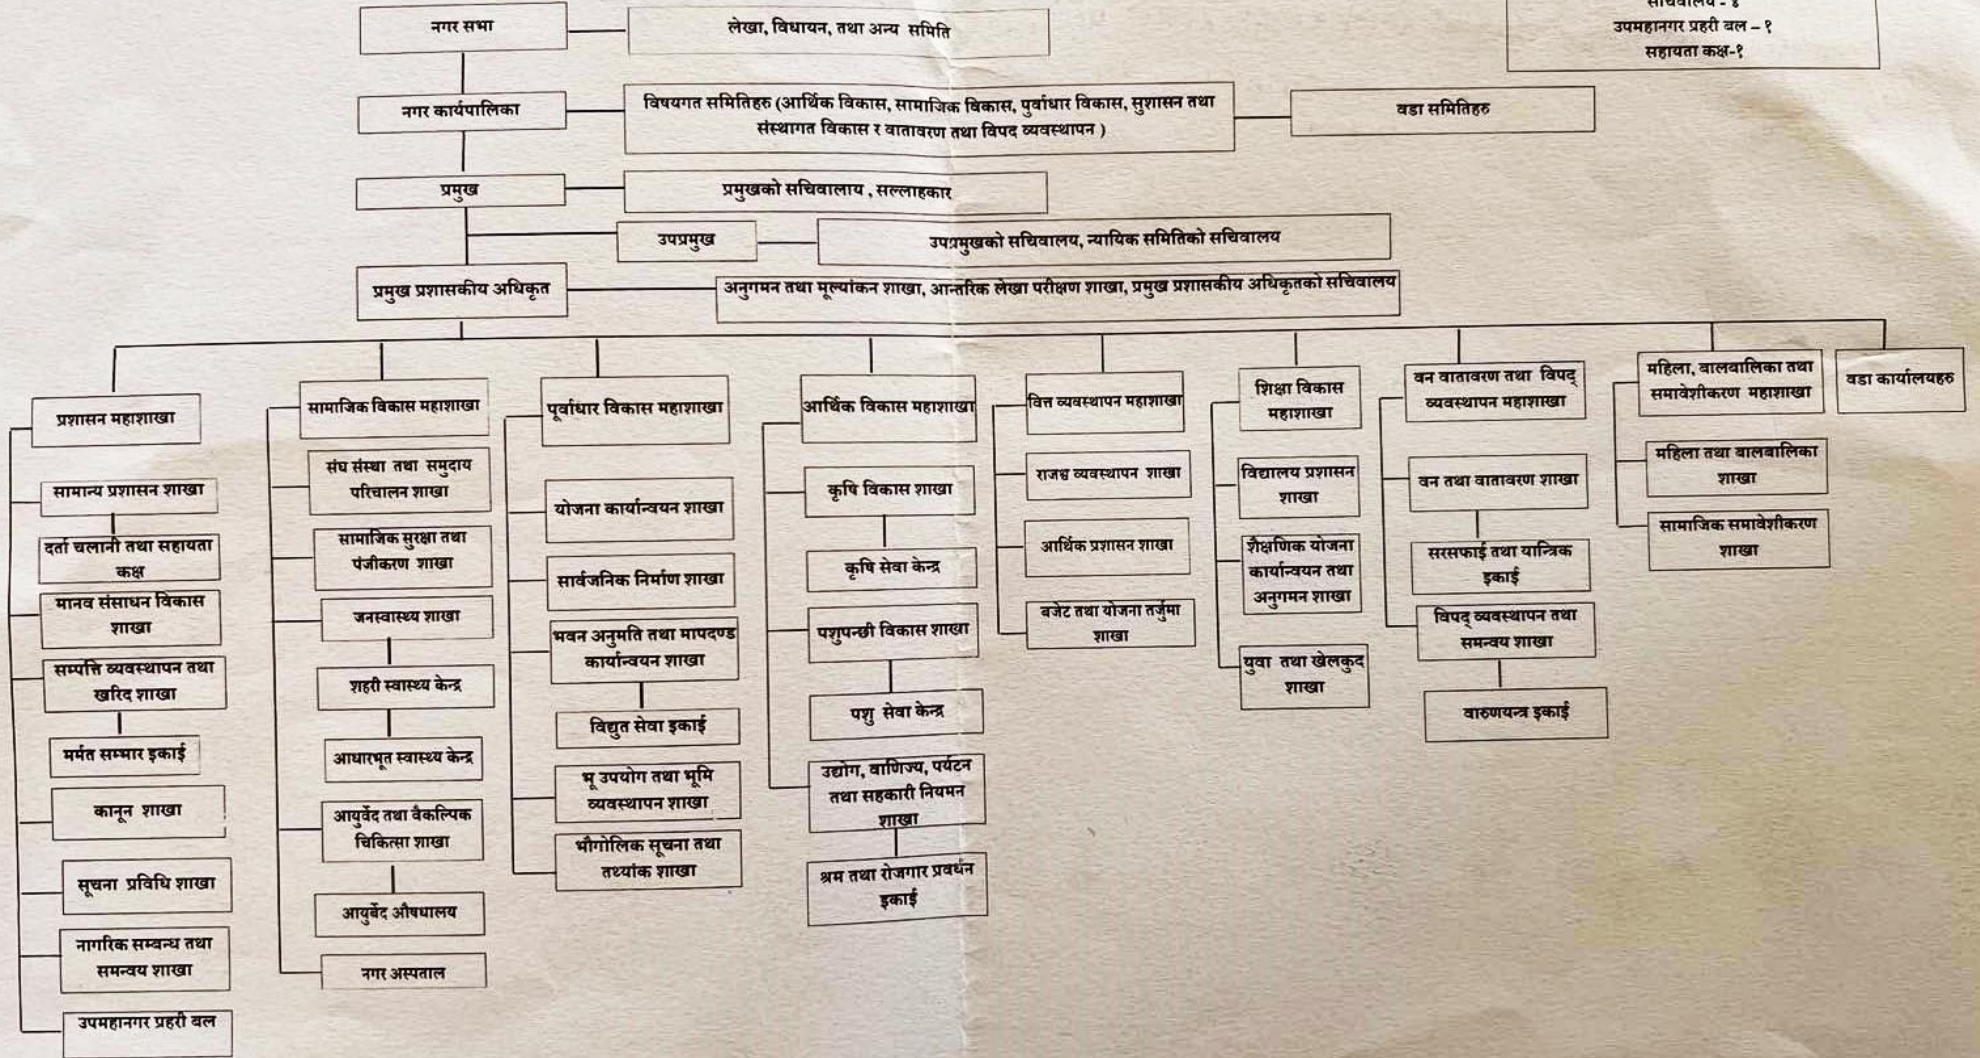 सचिवालय - ४
उपमहानगर प्रहरी बल – १
सहायता कक्ष-१
नगर सभा
लेखा, विधायन, तथा अन्य समिति
नगर कार्यपालिका
विषयगत समितिहरु (आर्थिक विकास, सामाजिक विकास, पुर्वाधार विकास, सुशासन तथा
संस्थागत विकास र वातावरण तथा विपद व्यवस्थापन )
वडा समितिहरु
प्रमुख
प्रमुखको सचिवालाय , सल्लाहकार
उपप्रमुख
उपप्रमुखको सचिवालय, न्यायिक समितिको सचिवालय
प्रमुख प्रशासकीय अधिकृत
अनुगमन तथा मूल्यांकन शाखा, आन्तरिक लेखा परीक्षण शाखा, प्रमुख प्रशासकीय अधिकृतको सचिवालय
प्रशासन महाशाखा
सामान्य प्रशासन शाखा
दर्ता चलानी तथा सहायता
कक्ष
मानव संसाधन विकास
शाखा
सम्पत्ति व्यवस्थापन तथा
खरिद शाखा
मर्मत सम्भार इकाई
कानून शाखा
सूचना प्रविधि शाखा
नागरिक सम्बन्ध तथा
समन्वय शाखा
उपमहानगर प्रहरी बल
सामाजिक विकास महाशाखा
संघ संस्था तथा समुदाय
परिचालन शाखा
सामाजिक सुरक्षा तथा
पंजीकरण शाखा
जनस्वास्थ्य शाखा
शहरी स्वास्थ्य केन्द्र
आधारभूत स्वास्थ्य केन्द्र
आयुर्वेद तथा वैकल्पिक
चिकित्सा शाखा
आयुर्बेद औषधालय
नगर अस्पताल
पूर्वाधार विकास महाशाखा
योजना कार्यान्वयन शाखा
सार्वजनिक निर्माण शाखा
भवन अनुमति तथा मापदण्ड
कार्यान्वयन शाखा
विद्युत सेवा इकाई
भू उपयोग तथा भूमि
व्यवस्थापन शाखा
भौगोलिक सूचना तथा
तथ्यांक शाखा
आर्थिक विकास महाशाखा
कृषि विकास शाखा
कृषि सेवा केन्द्र
पशुपन्छी विकास शाखा
पशु सेवा केन्द्र
उद्योग, वाणिज्य, पर्यटन
तथा सहकारी नियमन
शाखा
श्रम तथा रोजगार प्रवर्धन
इकाई
वित्त व्यवस्थापन महाशाखा
राजश्व व्यवस्थापन शाखा
आर्थिक प्रशासन शाखा
बजेट तथा योजना तर्जुमा
शाखा
शिक्षा विकास
महाशाखा
विद्यालय प्रशासन
शाखा
शैक्षणिक योजना
कार्यान्वयन तथा
अनुगमन शाखा
युवा तथा खेलकुद
शाखा
वन वातावरण तथा विपद्
व्यवस्थापन महाशाखा
वन तथा वातावरण शाखा
सरसफाई तथा यान्त्रिक
इकाई
विपद् व्यवस्थापन तथा
समन्वय शाखा
वारुणयन्त्र इकाई
महिला, बालबालिका तथा
समावेशीकरण महाशाखा
महिला तथा बालबालिका
शाखा
सामाजिक समावेशीकरण
शाखा
वडा कार्यालयहरु